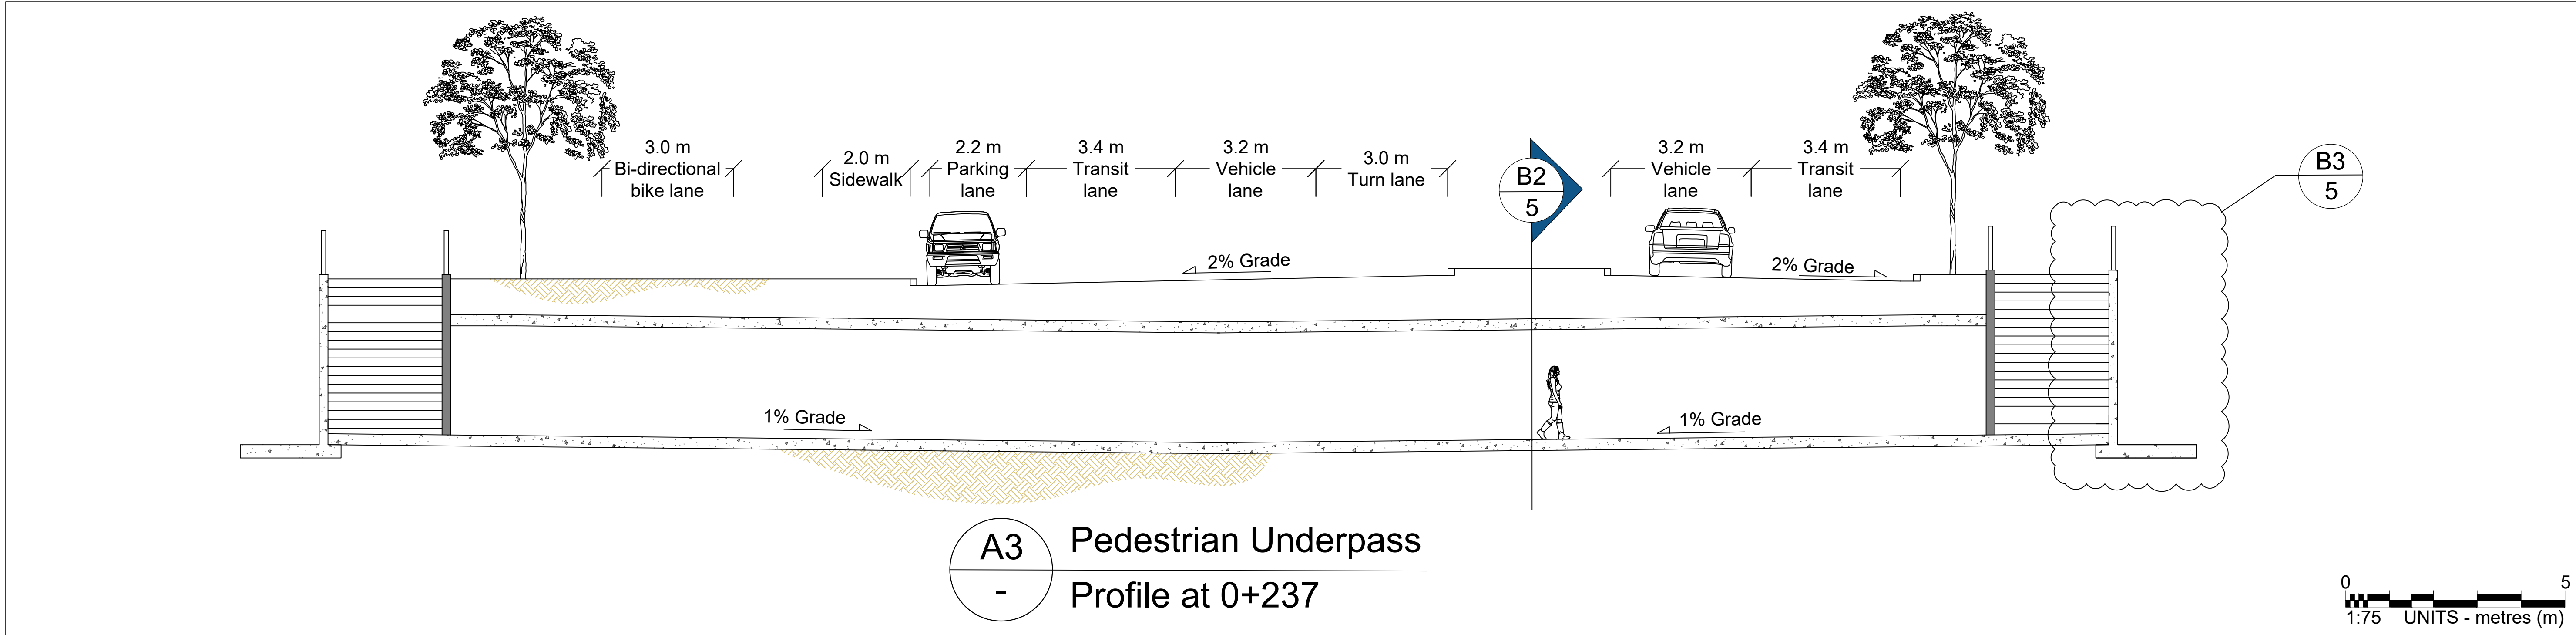 3.0 m
Bi-directional
bike lane
2.0 m
Sidewalk
2.2 m
Parking
lane
3.4 m
Transit
lane
3.2 m
Vehicle
lane
3.0 m
Turn lane
B2
5
3.2 m
Vehicle
lane
3.4 m
Transit
lane
B3
5
2% Grade
2% Grade
1% Grade
1% Grade
A3
-
Pedestrian Underpass
Profile at 0+237
0 5
1:75 UNITS - metres (m)